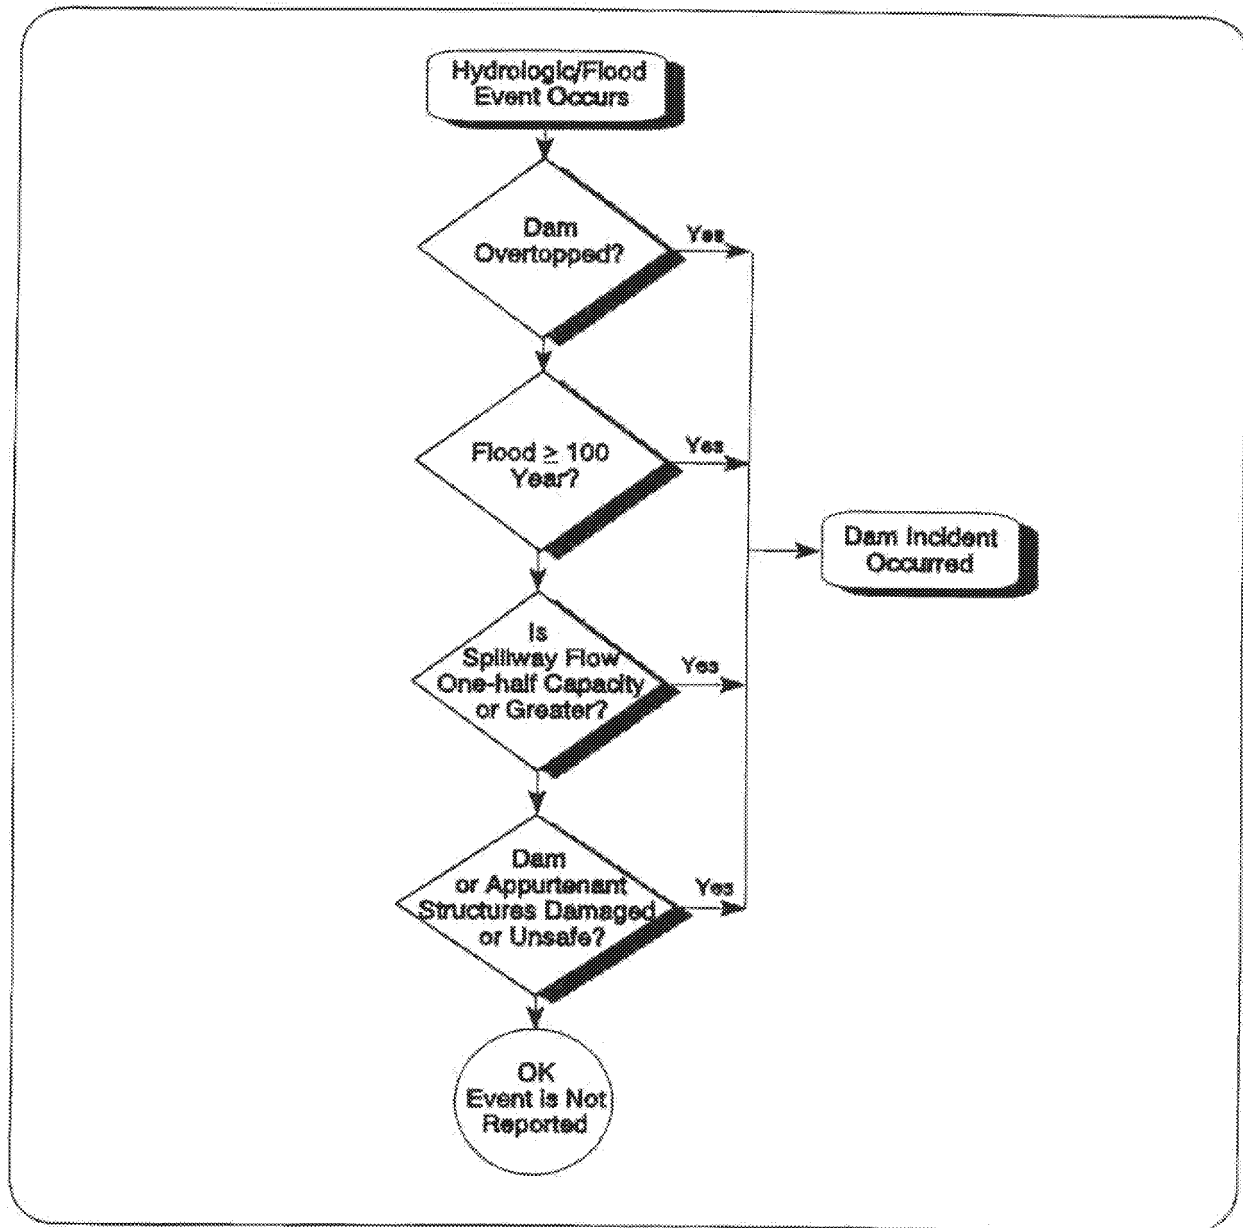 Hydrologic/Flood
Event Occurs
Dam
Overtopped?
Yes
Flood ≥ 100
Year?
Yes
Dam Incident
Occurred
Is
Spillway Flow
One-half Capacity
or Greater?
Yes
Dam
or Appurtenant
Structures Damaged
or Unsafe?
Yes
OK
Event is Not
Reported